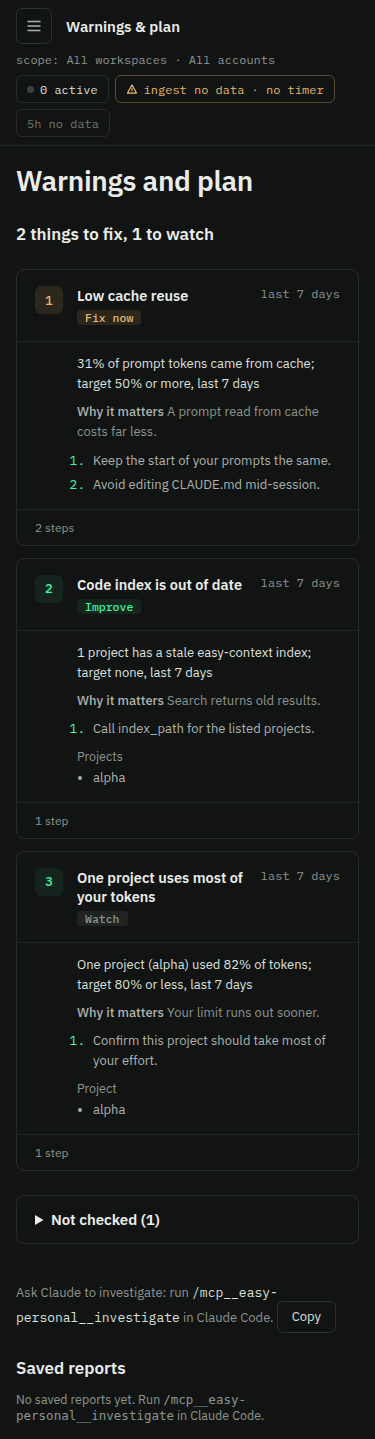 Warnings & plan
scope: All workspaces · All accounts
0 active
ingest no data · no timer
5h no data
Warnings and plan
2 things to fix, 1 to watch
1
Low cache reuse
last 7 days
Fix now
31% of prompt tokens came from cache;
target 50% or more, last 7 days
Why it matters A prompt read from cache
costs far less.
1. Keep the start of your prompts the same.
2. Avoid editing CLAUDE.md mid-session.
2 steps
2
Code index is out of date
last 7 days
Improve
1 project has a stale easy-context index;
target none, last 7 days
Why it matters Search returns old results.
1. Call index_path for the listed projects.
Projects
• alpha
1 step
3
One project uses most of
your tokens
last 7 days
Watch
One project (alpha) used 82% of tokens;
target 80% or less, last 7 days
Why it matters Your limit runs out sooner.
1. Confirm this project should take most of
your effort.
Project
• alpha
1 step
Not checked (1)
Ask Claude to investigate: run /mcp__easy-
personal__investigate in Claude Code.
Copy
Saved reports
No saved reports yet. Run /mcp__easy-
personal__investigate in Claude Code.